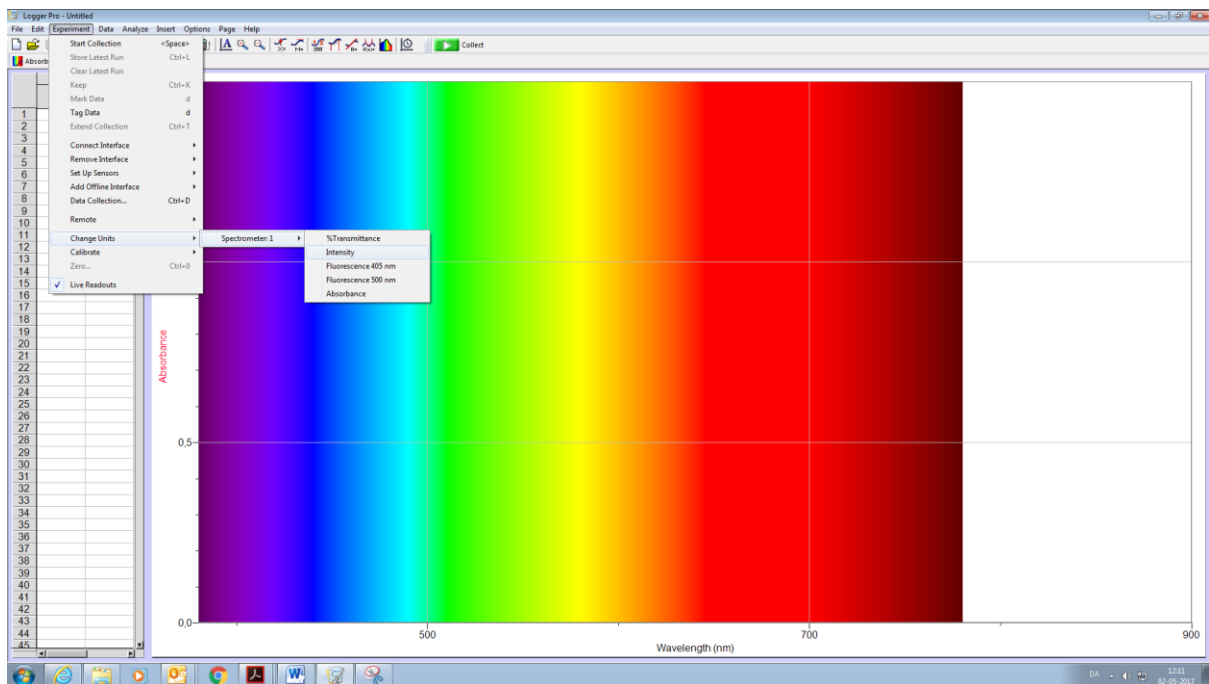 Logger Pro - Untitled
File Edit Experiment Data Analyze Insert Options Page Help
Collect
Absorb
Start Collection <Space>
Store Latest Run Ctrl+L
Clear Latest Run
Keep Ctrl+K
Mark Data d
Tag Data d
Extend Collection Ctrl+T
Connect Interface
Remove Interface
Set Up Sensors
Add Offline Interface
Data Collection... Ctrl+D
Remote
Change Units
Calibrate
Zero... Ctrl+0
✓ Live Readouts
Spectrometer: 1
%Transmittance
Intensity
Fluorescence 405 nm
Fluorescence 500 nm
Absorbance
1
2
3
4
5
6
7
8
9
10
11
12
13
14
15
16
17
18
19
20
21
22
23
24
25
26
27
28
29
30
31
32
33
34
35
36
37
38
39
40
41
42
43
44
45
Absorbance
0,5
0,0
500
700
900
Wavelength (nm)
DA
12:11
02-05-2017